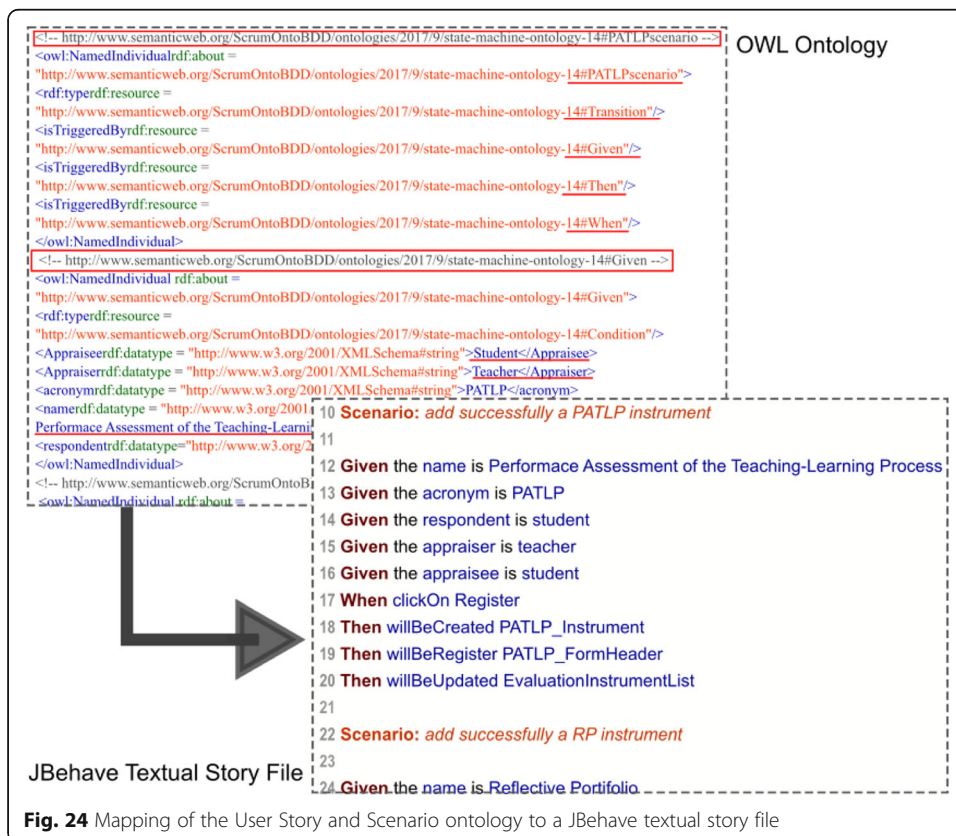 <!-- http://www.semanticweb.org/ScrumOntoBDD/ontologies/2017/9/state-machine-ontology-14#PATLPscenario -->
OWL Ontology
<owl:NamedIndividualrdf:about =
"http://www.semanticweb.org/ScrumOntoBDD/ontologies/2017/9/state-machine-ontology-14#PATLPscenario">
<rdf:typerdf:resource =
"http://www.semanticweb.org/ScrumOntoBDD/ontologies/2017/9/state-machine-ontology-14#Transition"/>
<isTriggeredByrdf:resource =
"http://www.semanticweb.org/ScrumOntoBDD/ontologies/2017/9/state-machine-ontology-14#Given"/>
<isTriggeredByrdf:resource =
"http://www.semanticweb.org/ScrumOntoBDD/ontologies/2017/9/state-machine-ontology-14#Then"/>
<isTriggeredByrdf:resource =
"http://www.semanticweb.org/ScrumOntoBDD/ontologies/2017/9/state-machine-ontology-14#When"/>
</owl:NamedIndividual>
<!-- http://www.semanticweb.org/ScrumOntoBDD/ontologies/2017/9/state-machine-ontology-14#Given -->
<owl:NamedIndividual rdf:about =
"http://www.semanticweb.org/ScrumOntoBDD/ontologies/2017/9/state-machine-ontology-14#Given">
<rdf:typerdf:resource =
"http://www.semanticweb.org/ScrumOntoBDD/ontologies/2017/9/state-machine-ontology-14#Condition"/>
<Appraiseerdf:datatype = "http://www.w3.org/2001/XMLSchema#string">Student</Appraisee>
<Appraiserrdf:datatype = "http://www.w3.org/2001/XMLSchema#string">Teacher</Appraiser>
<acronymrdf:datatype = "http://www.w3.org/2001/XMLSchema#string">PATLP</acronym>
<namerdf:datatype = "http://www.w3.org/2001/
Performace Assessment of the Teaching-Learni
<respondentrdf:datatype="http://www.w3.org/2
</owl:NamedIndividual>
<!-- http://www.semanticweb.org/ScrumOntoB
<owl:NamedIndividual rdf:about =
10 Scenario: add successfully a PATLP instrument
11
12 Given the name is Performace Assessment of the Teaching-Learning Process
13 Given the acronym is PATLP
14 Given the respondent is student
15 Given the appraiser is teacher
16 Given the appraisee is student
17 When clickOn Register
18 Then willBeCreated PATLP_Instrument
19 Then willBeRegister PATLP_FormHeader
20 Then willBeUpdated EvaluationInstrumentList
21
22 Scenario: add successfully a RP instrument
23
24 Given the name is Reflective Portifolio
JBehave Textual Story File
Fig. 24 Mapping of the User Story and Scenario ontology to a JBehave textual story file